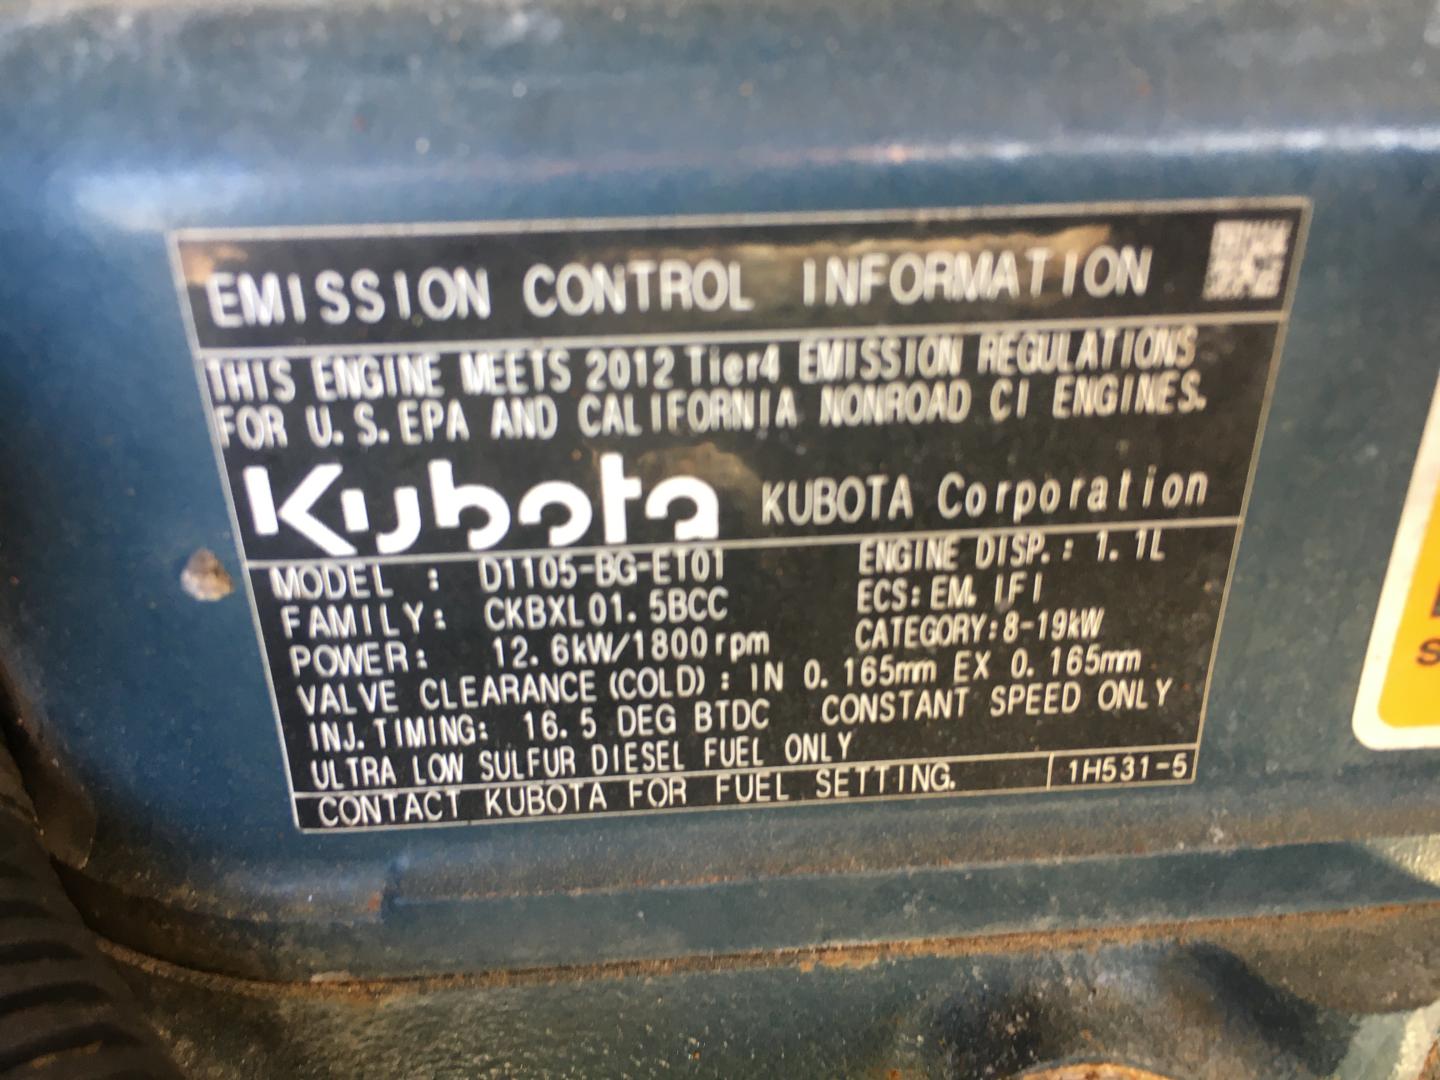 EMISSION CONTROL INFORMATION
THIS ENGINE MEETS 2012 Tier4 EMISSION REGULATIONS
FOR U.S.EPA AND CALIFORNIA NONROAD CI ENGINES.
Kubota KUBOTA Corporation
MODEL : D1105-BG-ET01 ENGINE DISP.: 1.1L
FAMILY: CKBXL01.5BCC ECS: EM, IFI
POWER: 12.6kW/1800rpm CATEGORY:8-19kW
VALVE CLEARANCE (COLD) : IN 0.165mm EX 0.165mm
INJ.TIMING: 16.5 DEG BTDC CONSTANT SPEED ONLY
ULTRA LOW SULFUR DIESEL FUEL ONLY
CONTACT KUBOTA FOR FUEL SETTING. 1H531-5